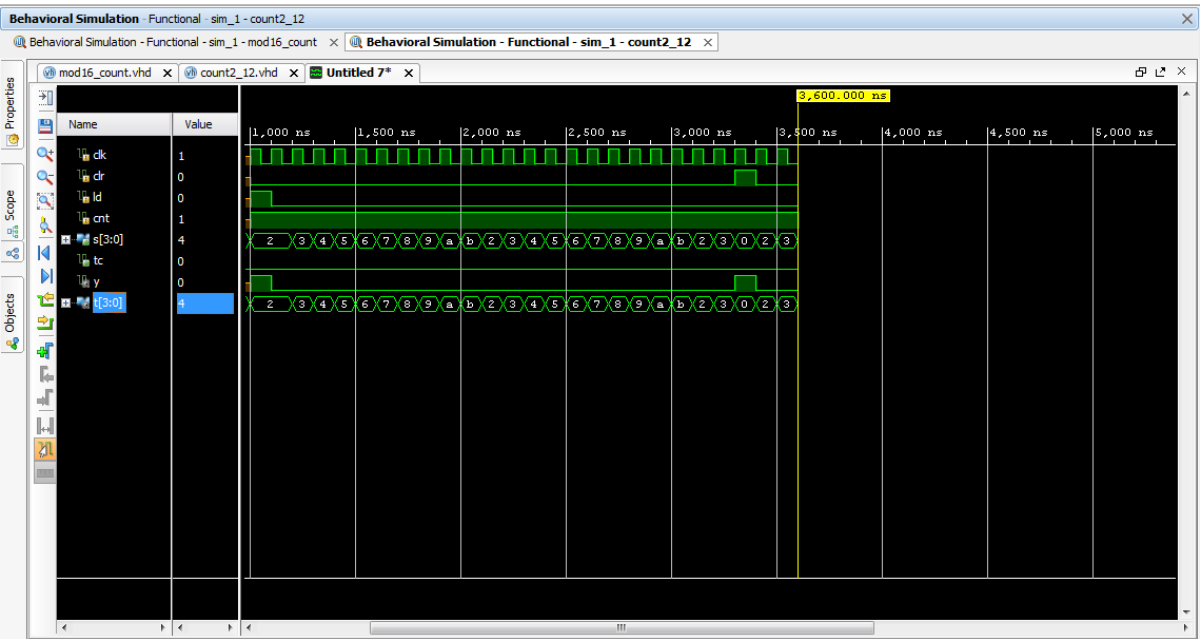 Behavioral Simulation - Functional - sim_1 - count2_12
Behavioral Simulation - Functional - sim_1 - mod16_count Behavioral Simulation - Functional - sim_1 - count2_12
mod16_count.vhd count2_12.vhd Untitled 7*
Properties
Scope
Objects
3,600.000 ns
Name Value
1,000 ns 1,500 ns 2,000 ns 2,500 ns 3,000 ns 3,500 ns 4,000 ns 4,500 ns 5,000 ns
clk 1
clr 0
ld 0
cnt 1
s[3:0] 4 2 3 4 5 6 7 8 9 a b 2 3 4 5 6 7 8 9 a b 2 3 0 2 3
tc 0
y 0
t[3:0] 4 2 3 4 5 6 7 8 9 a b 2 3 4 5 6 7 8 9 a b 2 3 0 2 3